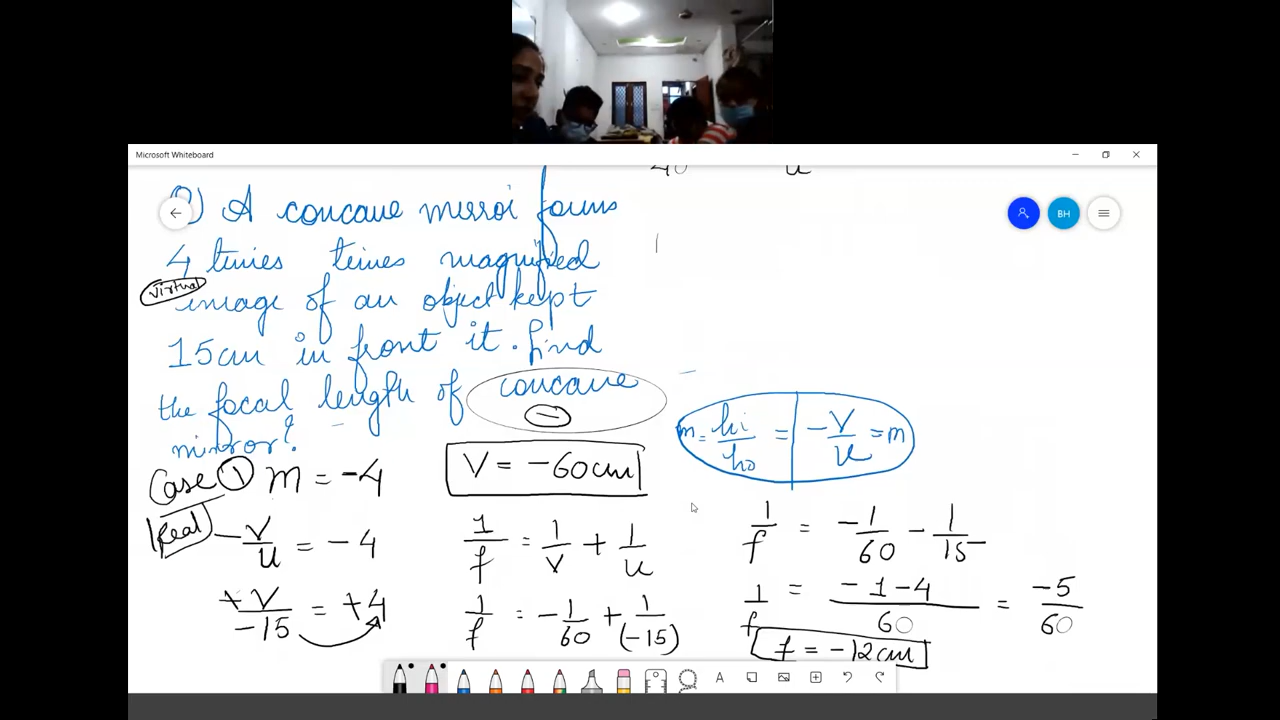 Microsoft Whiteboard
40 u
Q) A concave mirror forms
4 times times magnified
virtual
image of an object kept
15cm in front it. find
the focal length of concave
mirror?
−
BH
m = hi/ho = | -v/u = m
Case 1 m = -4
Real
-v/u = -4
+v/-15 = +4
V = -60cm
1/f = 1/v + 1/u
1/f = -1/60 + 1/(-15)
1/f = -1/60 - 1/15
1/f = -1-4/60 = -5/60
f = -12cm
A